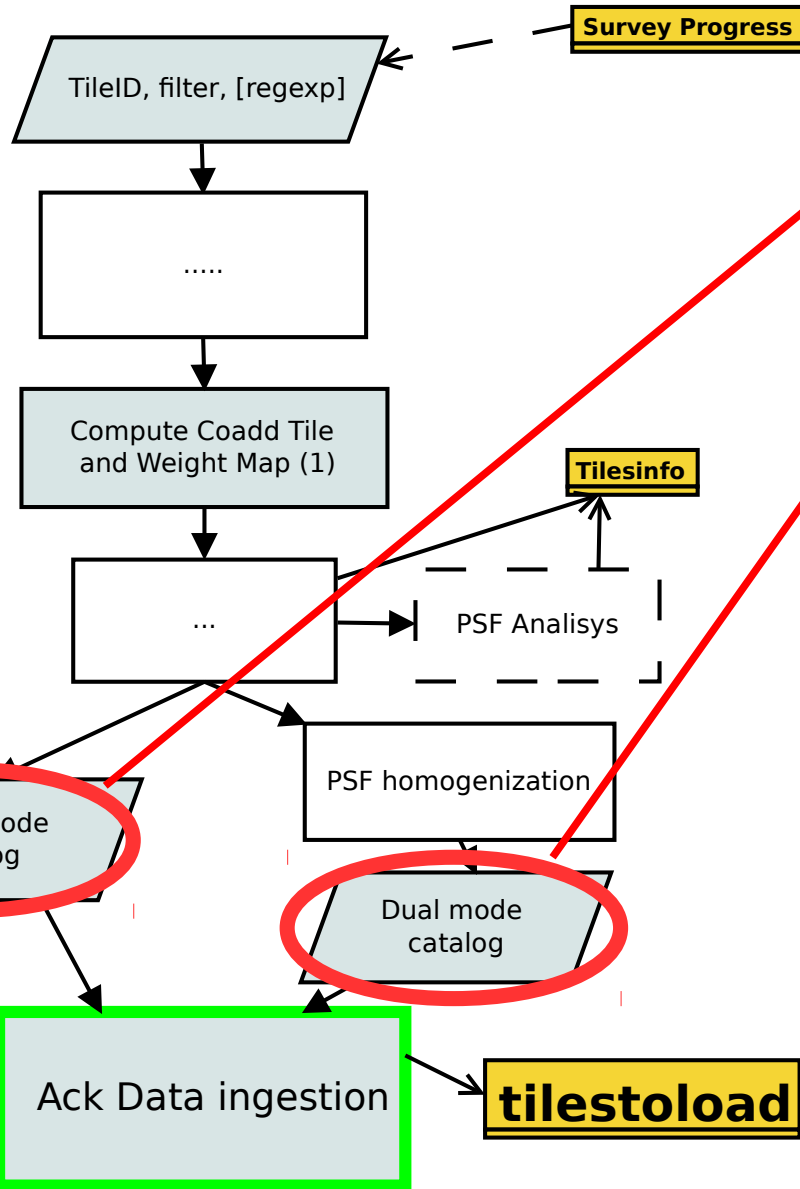 Survey Progress
TileID, filter, [regexp]
.....
Compute Coadd Tile
and Weight Map (1)
Tilesinfo
...
PSF Analisys
PSF homogenization
Dual mode
catalog
Ack Data ingestion
tilestoload